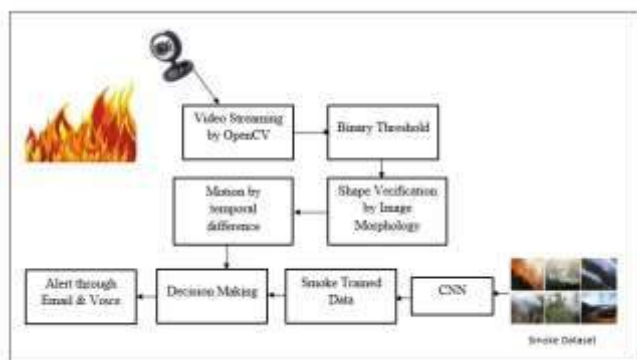 Video Streaming
by OpenCV
Binary Threshold
Motion by
temporal
difference
Shape Verification
by Image
Morphology
Alert through
Email & Voice
Decision Making
Smoke Trained
Data
CNN
Smoke Dataset